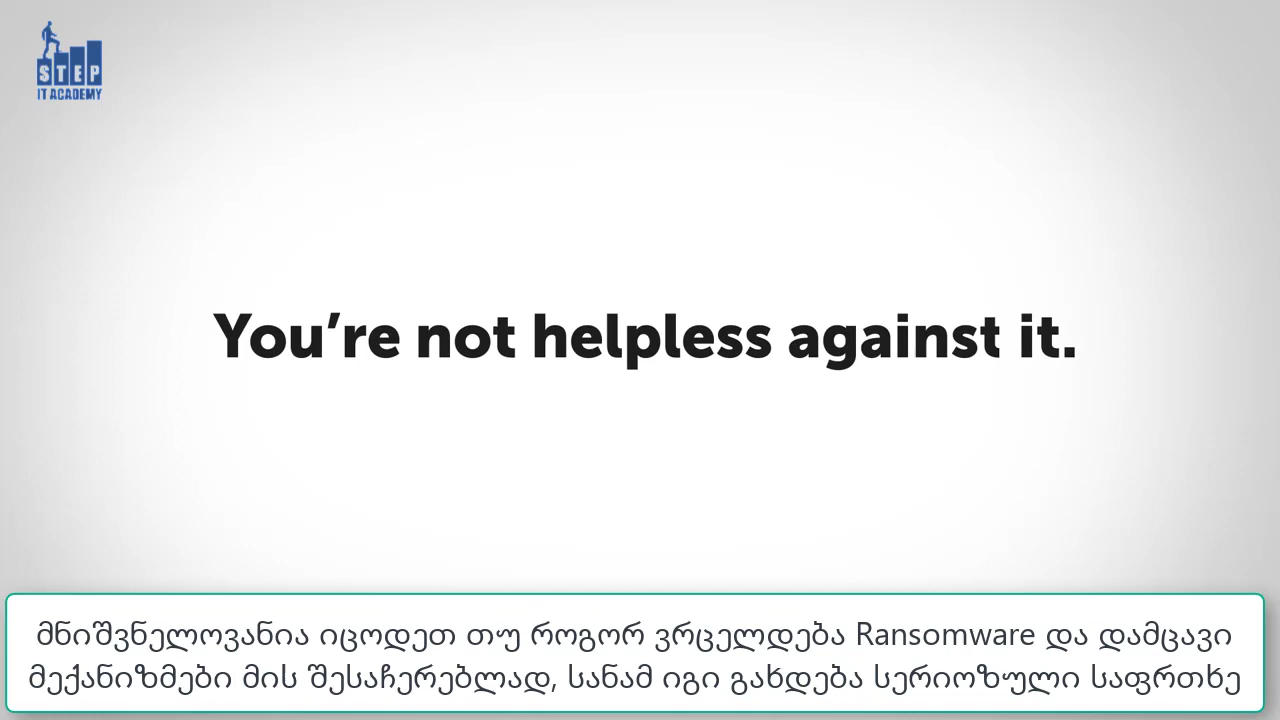 STEP
IT ACADEMY
You’re not helpless against it.
მნიშვნელოვანია იცოდეთ თუ როგორ ვრცელდება Ransomware და დამცავი
მექანიზმები მის შესაჩერებლად, სანამ იგი გახდება სერიოზული საფრთხე